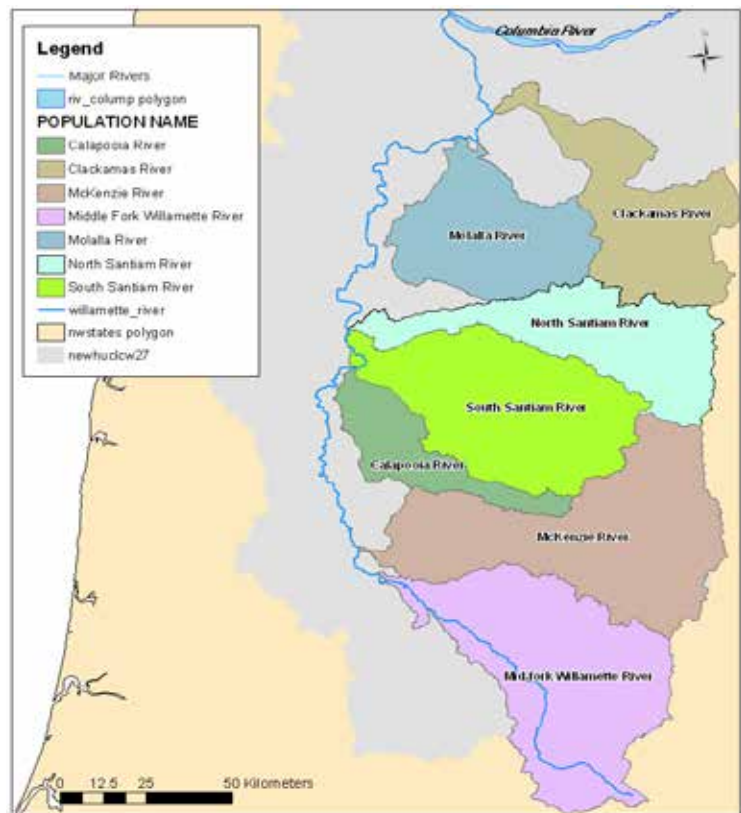 Columbia River
N
Legend
Major Rivers
riv_colump polygon
POPULATION NAME
Calapooia River
Clackamas River
McKenzie River
Middle Fork Willamette River
Molalla River
North Santiam River
South Santiam River
willamette_river
nwstates polygon
newhuclcw27
Clackamas River
Molalla River
North Santiam River
South Santiam River
Calapooia River
McKenzie River
Mid.fork Willamette River
0 12.5 25 50 Kilometers